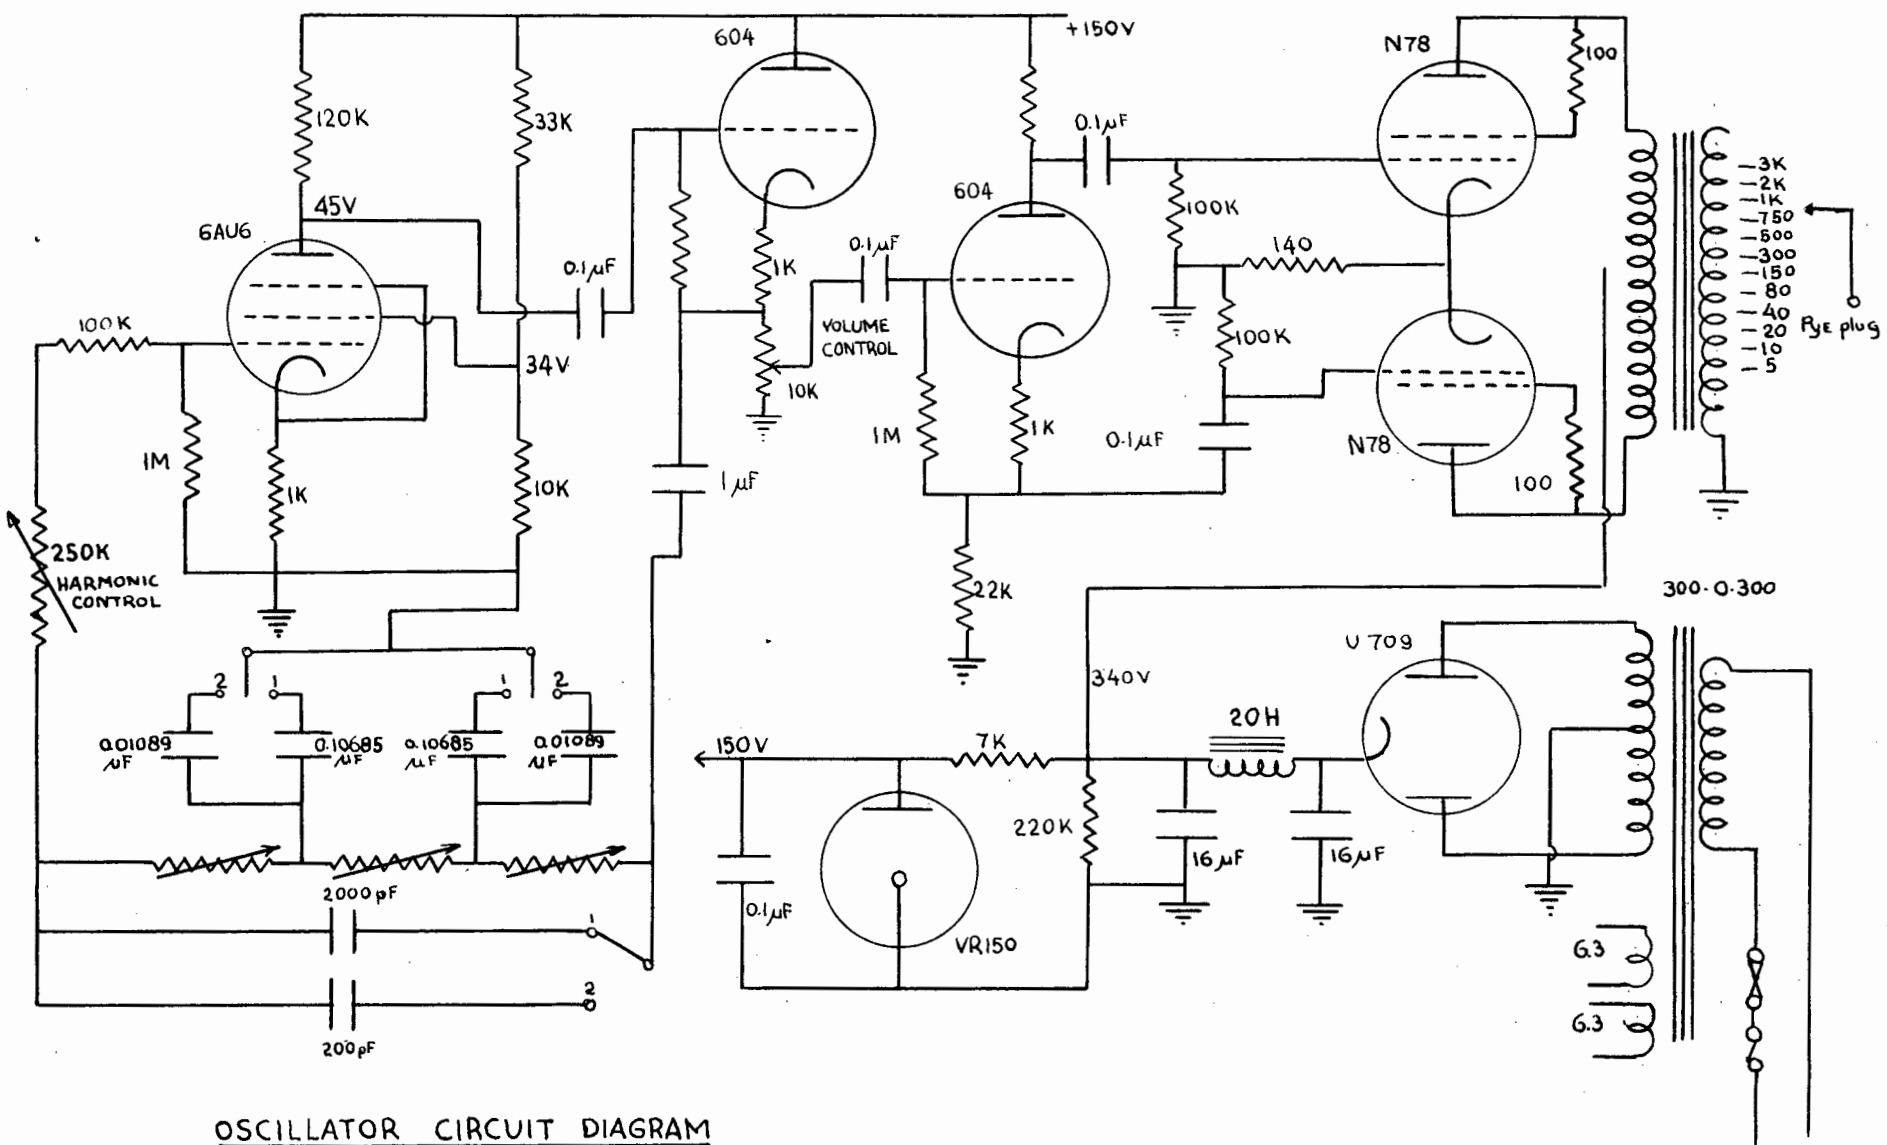 604
+150V
N78
100
120K
33K
0.1µF
3K
2K
1K
750
500
300
150
80
40
20
10
5
Pye plug
45V
6AU6
604
100K
0.1µF
0.1µF
1K
140
100K
VOLUME
CONTROL
100K
34V
10K
1M
1K
1M
1K
0.1µF
N78
100
10K
1µF
250K
HARMONIC
CONTROL
22K
300-0-300
U709
340V
2
1
1
2
0.01089
µF
0.10685
µF
0.10685
µF
0.01089
µF
150V
7K
20H
220K
16µF
16µF
2000pF
0.1µF
1
VR150
6.3
2
6.3
200pF
OSCILLATOR CIRCUIT DIAGRAM